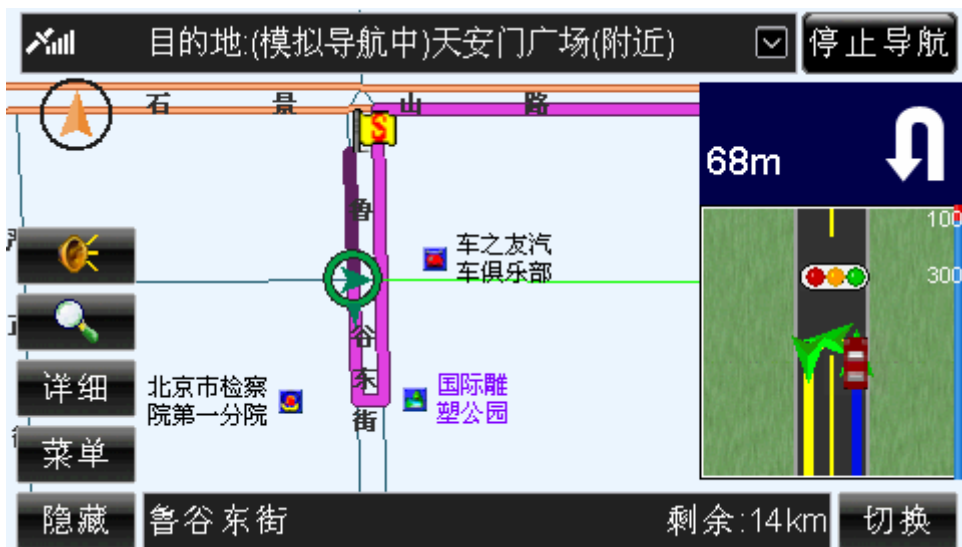 目的地:(模拟导航中)天安门广场(附近)
停止导航
石景山路
S
68m
100
300
鲁谷东街
车之友汽
车俱乐部
详细
北京市检察
院第一分院
国际雕
塑公园
菜单
隐藏
鲁谷东街
剩余:14km
切换